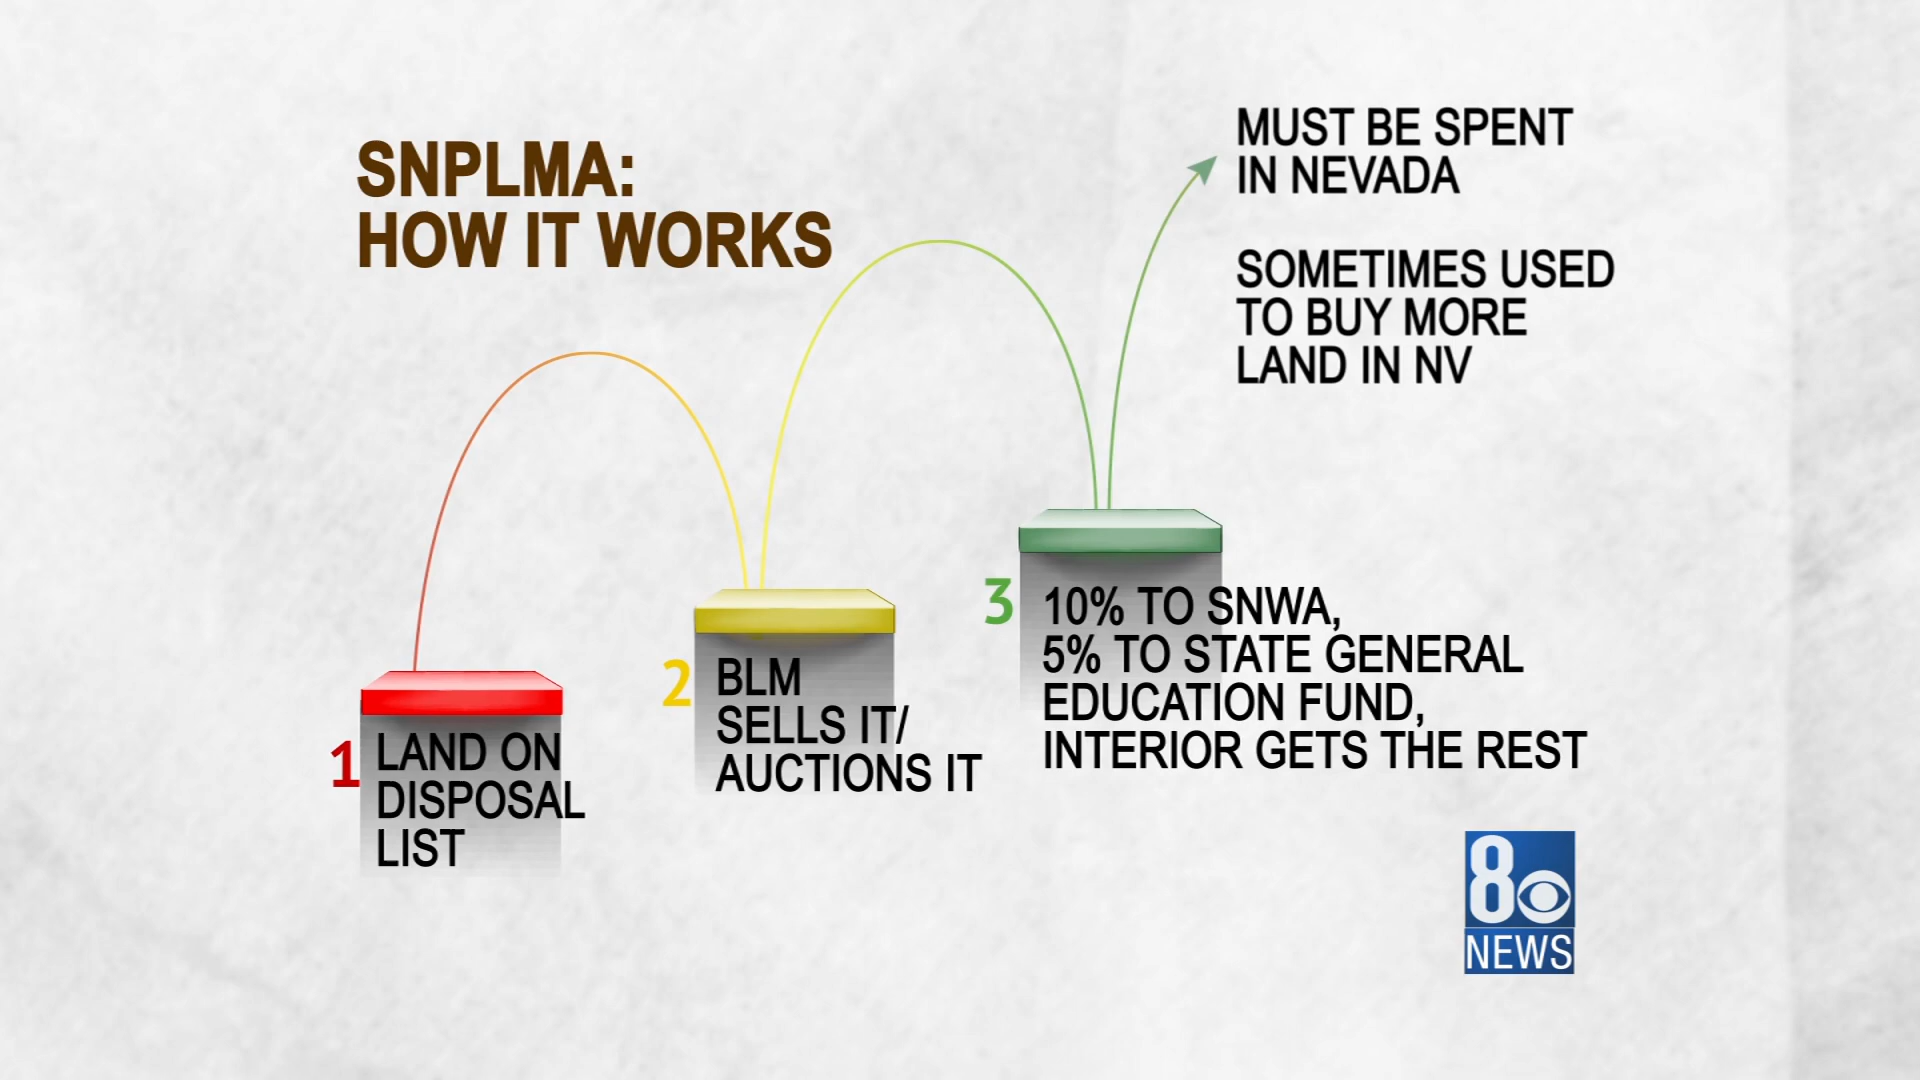 SNPLMA:
HOW IT WORKS
1
LAND ON
DISPOSAL
LIST
2
BLM
SELLS IT/
AUCTIONS IT
3
10% TO SNWA,
5% TO STATE GENERAL
EDUCATION FUND,
INTERIOR GETS THE REST
MUST BE SPENT
IN NEVADA
SOMETIMES USED
TO BUY MORE
LAND IN NV
8
NEWS